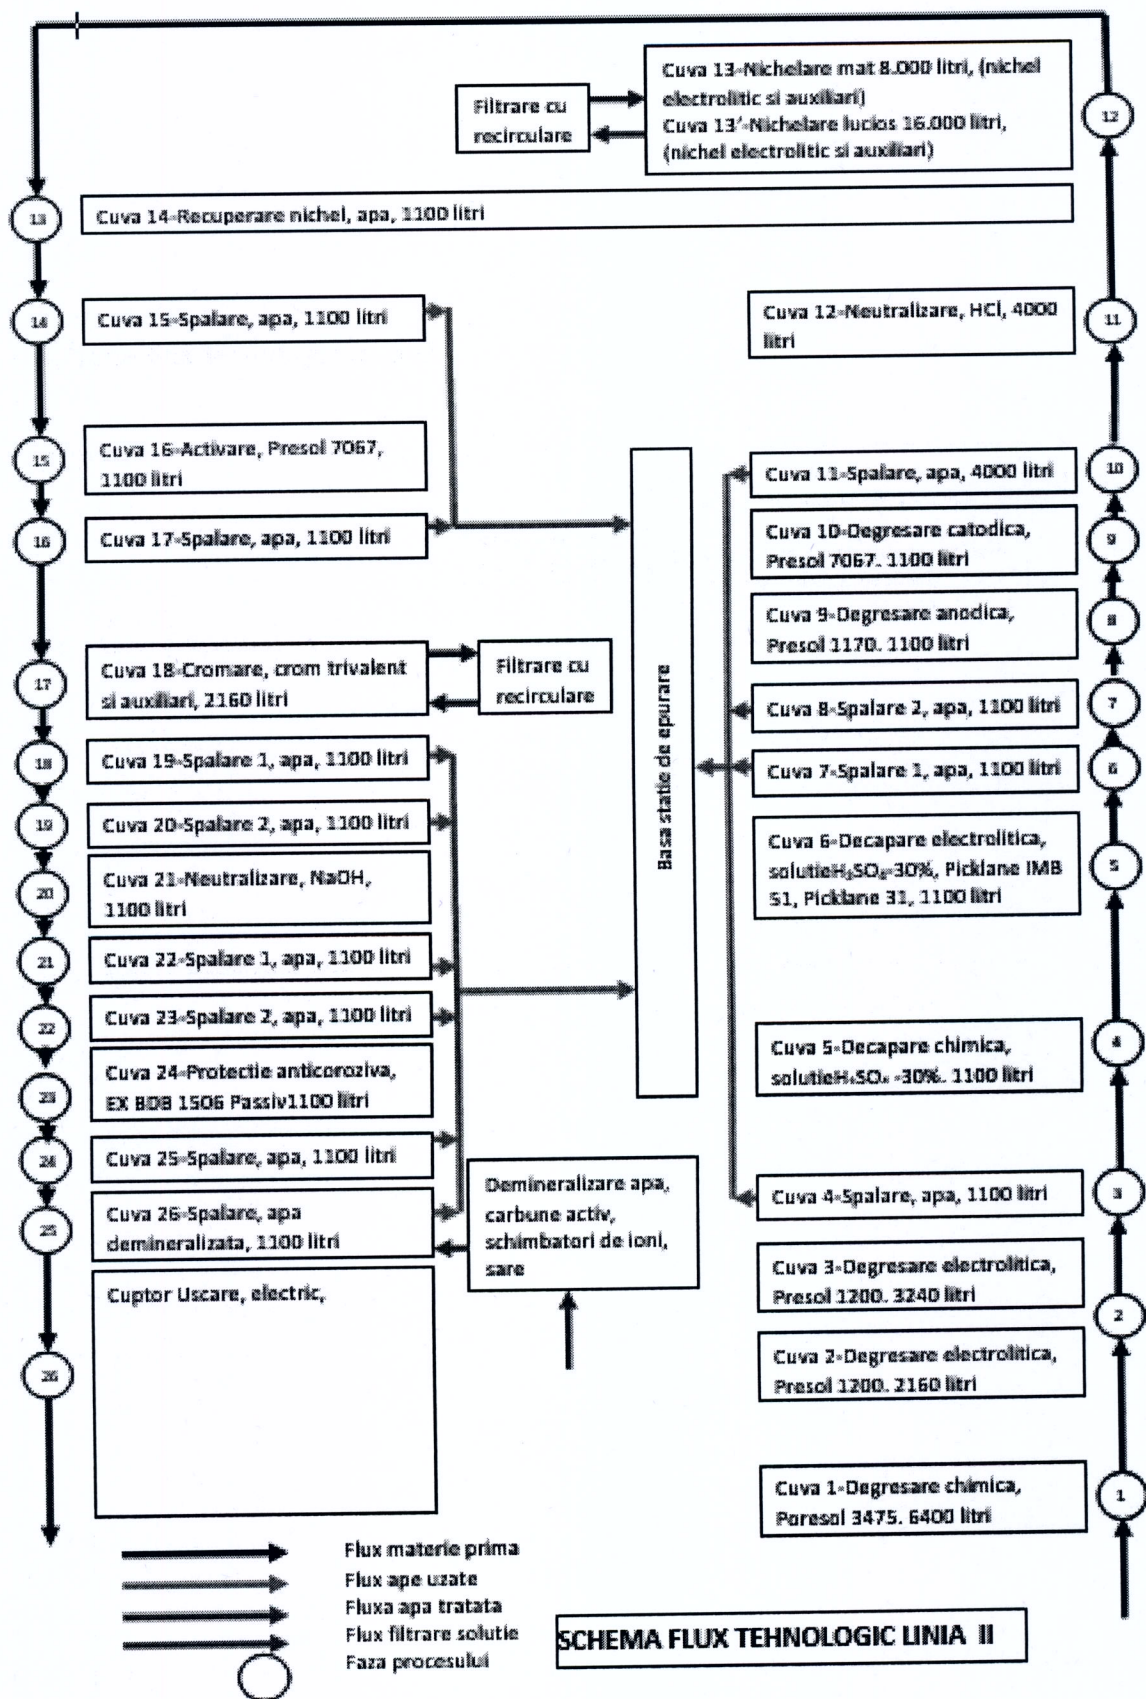 Cuva 13-Nichelare mat 8.000 litri, (nichel
electrolitic si auxiliari)
Cuva 13'-Nichelare lucios 16.000 litri,
(nichel electrolitic si auxiliari)
Filtrare cu
recirculare
12
13
Cuva 14-Recuperare nichel, apa, 1100 litri
14
Cuva 15-Spalare, apa, 1100 litri
Cuva 12-Neutralizare, HCl, 4000
litri
11
15
Cuva 16-Activare, Presol 7067,
1100 litri
16
Cuva 17-Spalare, apa, 1100 litri
17
Cuva 18-Cromare, crom trivalent
si auxiliari, 2160 litri
Filtrare cu
recirculare
18
Cuva 19-Spalare 1, apa, 1100 litri
19
Cuva 20-Spalare 2, apa, 1100 litri
20
Cuva 21-Neutralizare, NaOH,
1100 litri
21
Cuva 22-Spalare 1, apa, 1100 litri
22
Cuva 23-Spalare 2, apa, 1100 litri
23
Cuva 24-Protectie anticoroziva,
EX BDB 1506 Passiv1100 litri
24
Cuva 25-Spalare, apa, 1100 litri
25
Cuva 26-Spalare, apa
demineralizata, 1100 litri
Demineralizare apa,
carbune activ,
schimbatori de ioni,
sare
26
Cuptor Uscare, electric,
Basa statie de epurare
Cuva 11-Spalare, apa, 4000 litri
10
Cuva 10-Degresare catodica,
Presol 7067. 1100 litri
9
Cuva 9-Degresare anodica,
Presol 1170. 1100 litri
8
Cuva 8-Spalare 2, apa, 1100 litri
7
Cuva 7-Spalare 1, apa, 1100 litri
6
Cuva 6-Decapare electrolitica,
solutieH₂SO₄-30%, Picklane IMB
51, Picklane 31, 1100 litri
5
Cuva 5-Decapare chimica,
solutieH₂SO₄ -30%. 1100 litri
4
Cuva 4-Spalare, apa, 1100 litri
3
Cuva 3-Degresare electrolitica,
Presol 1200. 3240 litri
2
Cuva 2-Degresare electrolitica,
Presol 1200. 2160 litri
Cuva 1-Degresare chimica,
Poresol 3475. 6400 litri
1
Flux materie prima
Flux ape uzate
Fluxa apa tratata
Flux filtrare solutie
Faza procesului
SCHEMA FLUX TEHNOLOGIC LINIA II